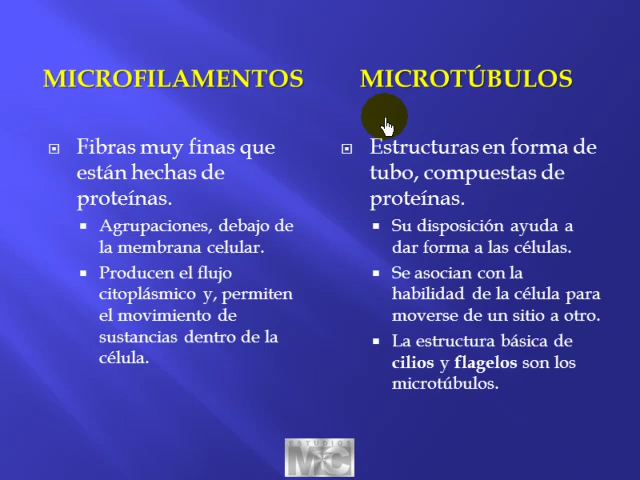 MICROFILAMENTOS
Fibras muy finas que
están hechas de
proteínas.
Agrupaciones, debajo de
la membrana celular.
Producen el flujo
citoplásmico y, permiten
el movimiento de
sustancias dentro de la
célula.
MICROTÚBULOS
Estructuras en forma de
tubo, compuestas de
proteínas.
Su disposición ayuda a
dar forma a las células.
Se asocian con la
habilidad de la célula para
moverse de un sitio a otro.
La estructura básica de
cilios y flagelos son los
microtúbulos.
ESTUDIOS
MC